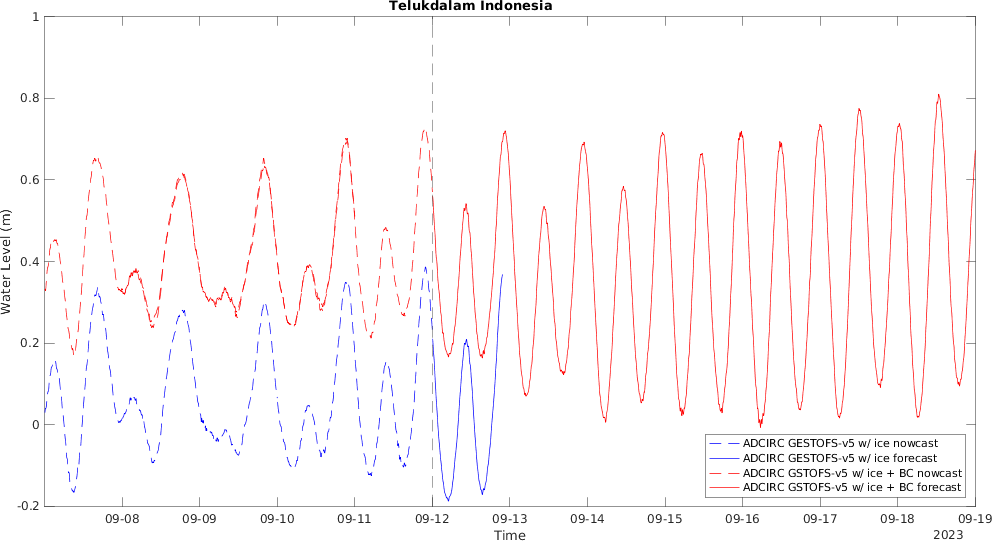 Telukdalam Indonesia
1
0.8
0.6
0.4
0.2
0
-0.2
Water Level (m)
09-08 09-09 09-10 09-11 09-12 09-13 09-14 09-15 09-16 09-17 09-18 09-19
Time
2023
ADCIRC GESTOFS-v5 w/ ice nowcast
ADCIRC GESTOFS-v5 w/ ice forecast
ADCIRC GSTOFS-v5 w/ ice + BC nowcast
ADCIRC GSTOFS-v5 w/ ice + BC forecast